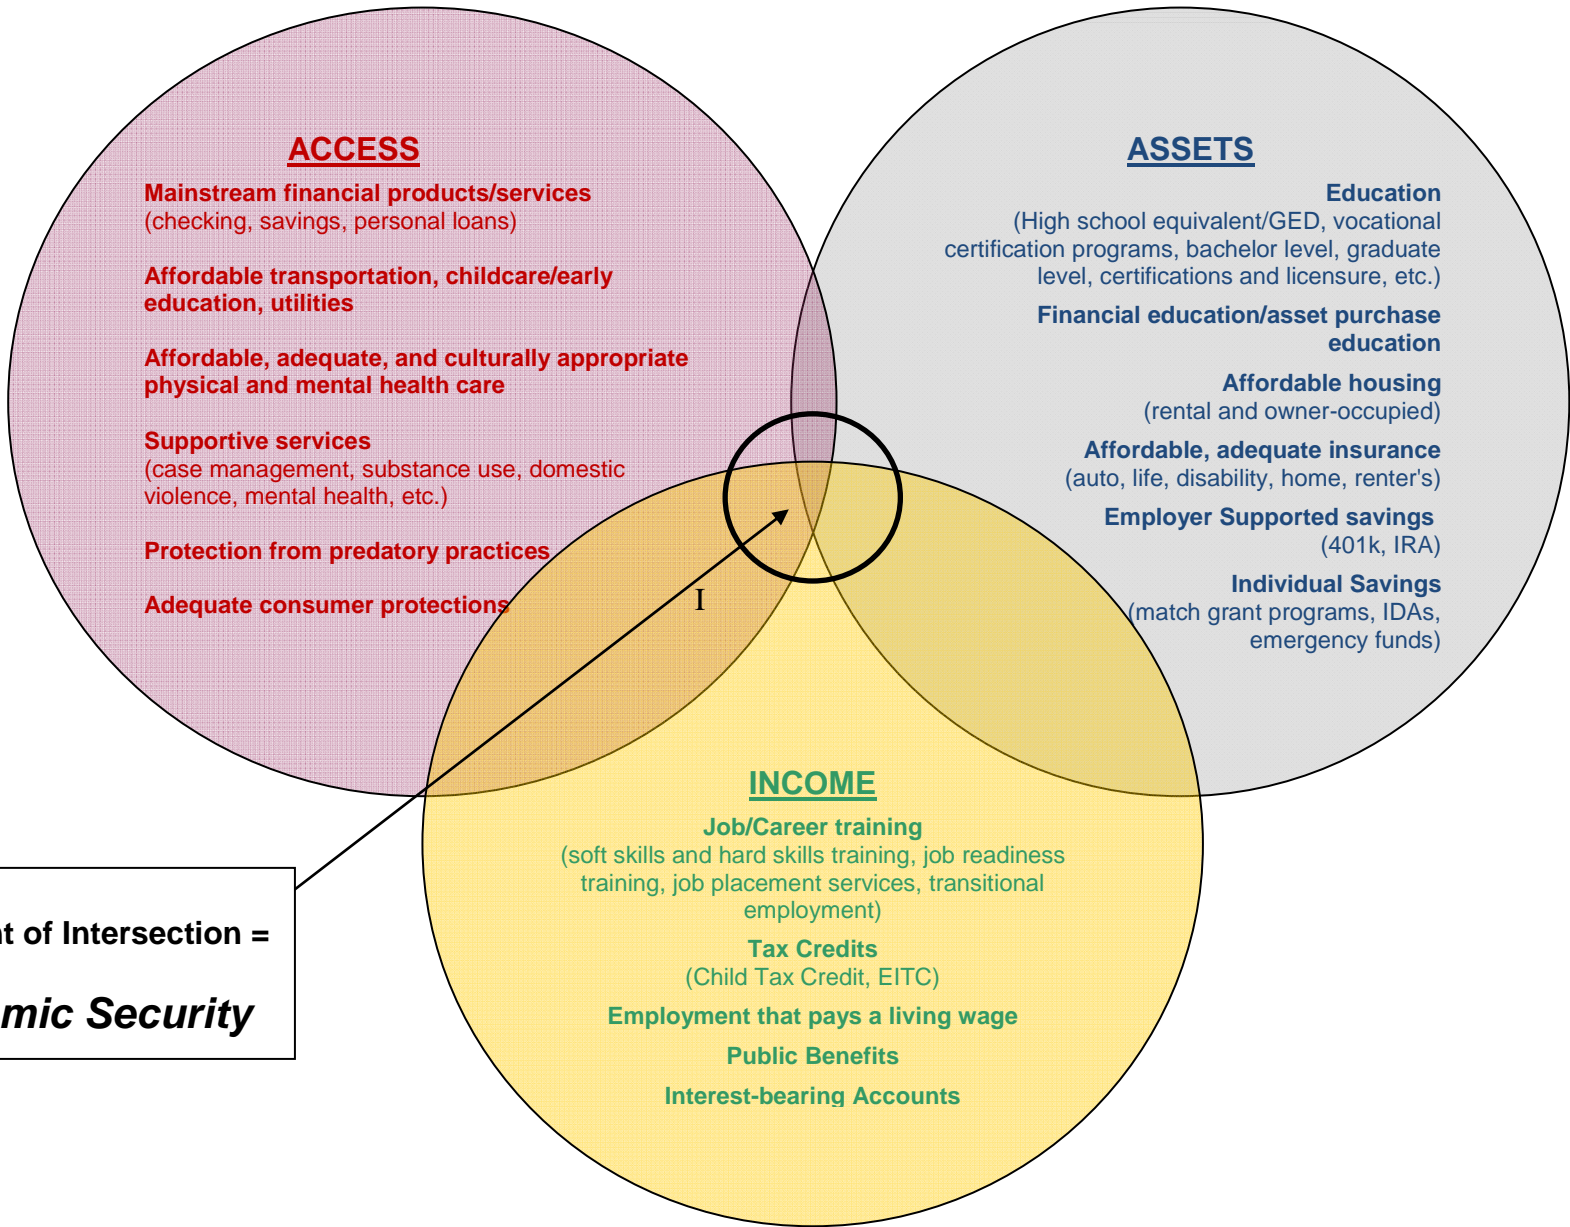 ACCESS
Mainstream financial products/services
(checking, savings, personal loans)
Affordable transportation, childcare/early
education, utilities
Affordable, adequate, and culturally appropriate
physical and mental health care
Supportive services
(case management, substance use, domestic
violence, mental health, etc.)
Protection from predatory practices
Adequate consumer protections
ASSETS
Education
(High school equivalent/GED, vocational
certification programs, bachelor level, graduate
level, certifications and licensure, etc.)
Financial education/asset purchase
education
Affordable housing
(rental and owner-occupied)
Affordable, adequate insurance
(auto, life, disability, home, renter's)
Employer Supported savings
(401k, IRA)
Individual Savings
(match grant programs, IDAs,
emergency funds)
I
INCOME
Job/Career training
(soft skills and hard skills training, job readiness
training, job placement services, transitional
employment)
Tax Credits
(Child Tax Credit, EITC)
Employment that pays a living wage
Public Benefits
Interest-bearing Accounts
nt of Intersection =
mic Security